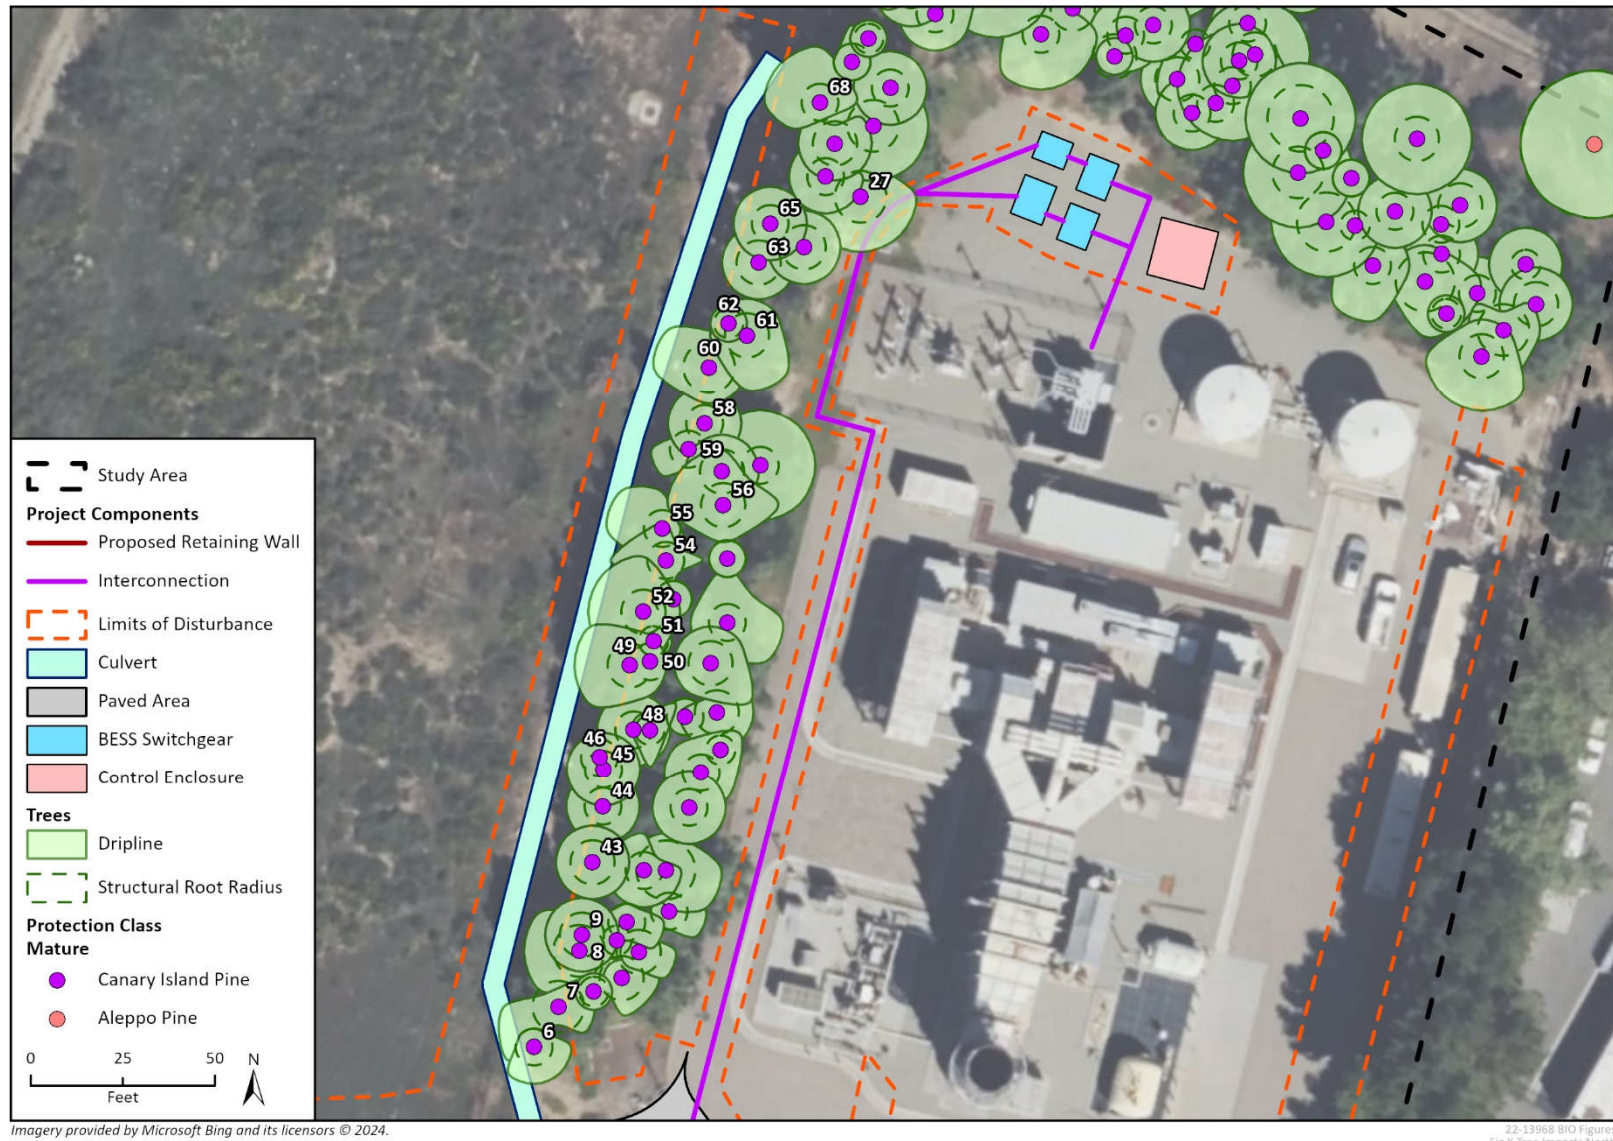 68
27
65
63
62
61
60
58
59
56
55
54
52
51
49
50
48
46
45
44
43
9
8
7
6
Study Area
Project Components
Proposed Retaining Wall
Interconnection
Limits of Disturbance
Culvert
Paved Area
BESS Switchgear
Control Enclosure
Trees
Dripline
Structural Root Radius
Protection Class
Mature
Canary Island Pine
Aleppo Pine
0 25 50 N
Feet
Imagery provided by Microsoft Bing and its licensors © 2024.
22-13968 BIO Figures